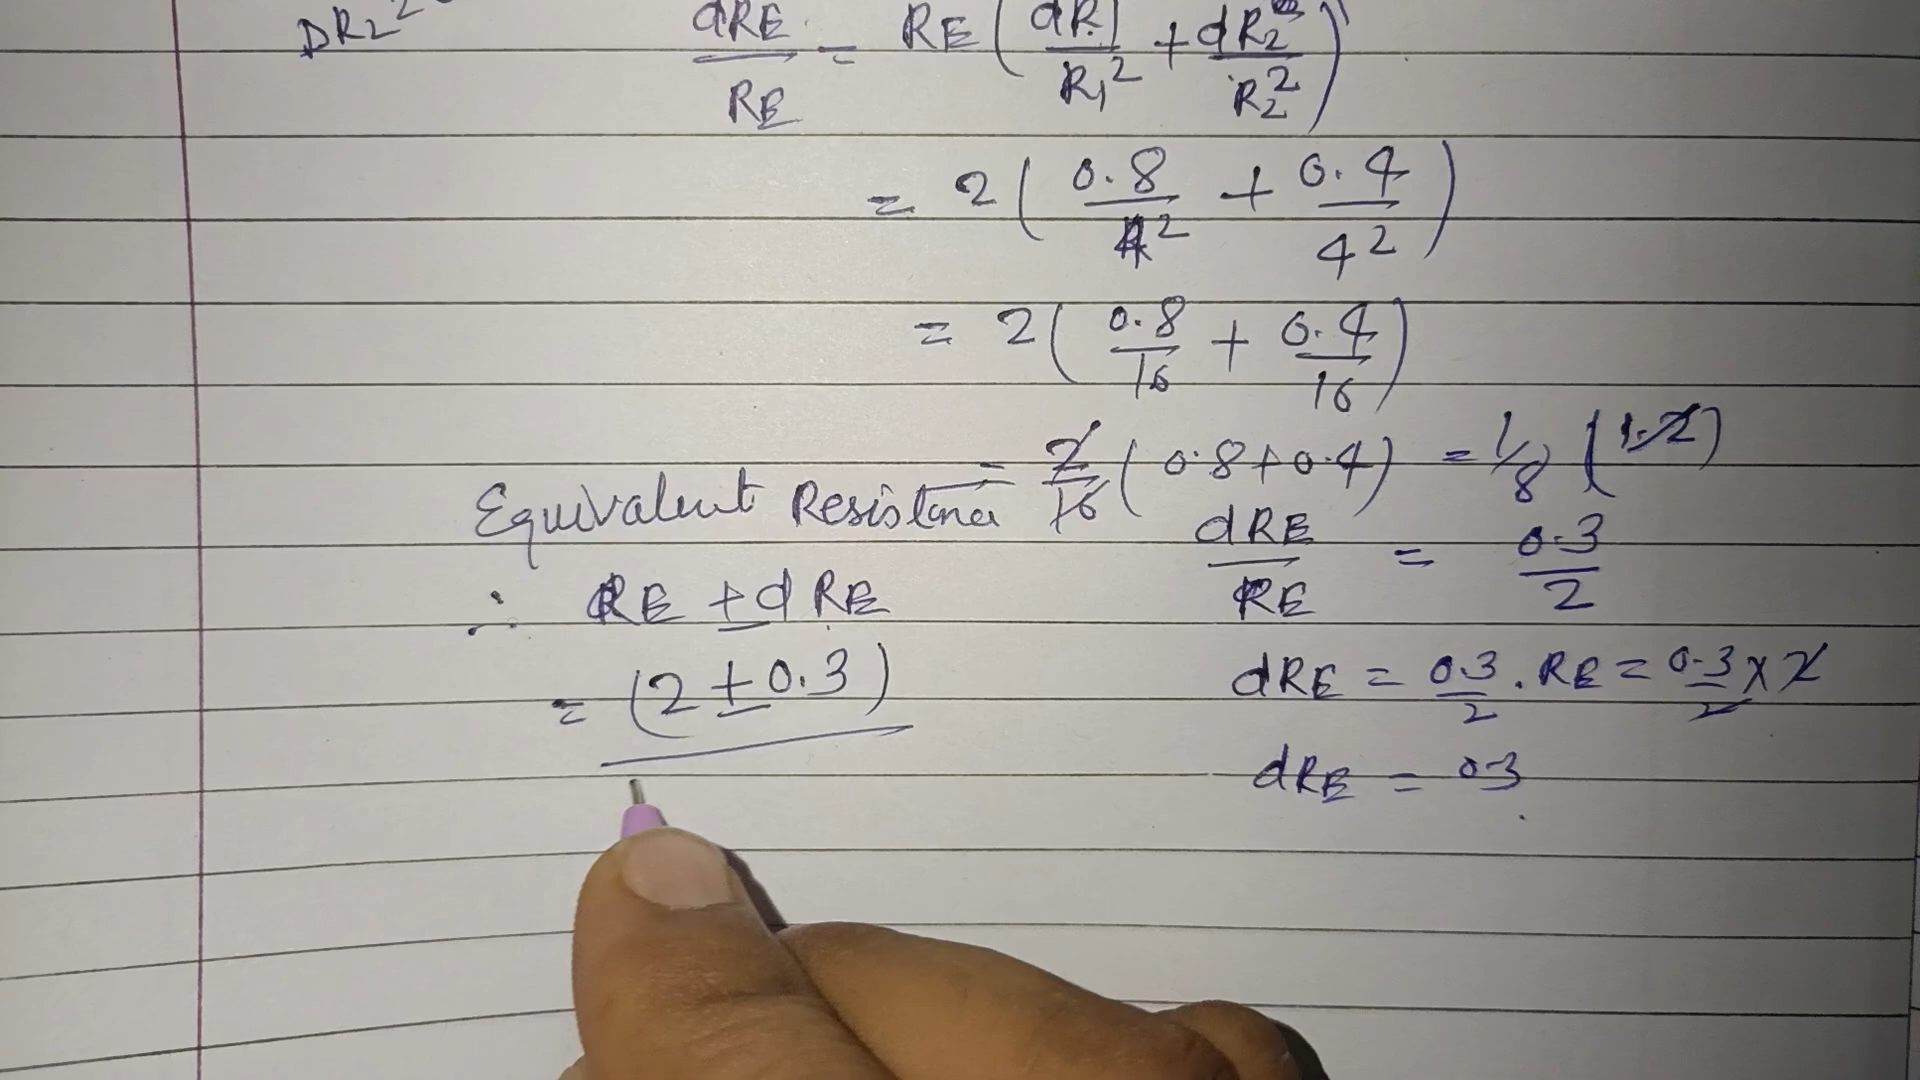 DR2 2
dRE/RE = RE (dR1/R1² + dR2/R2²)
= 2 (0.8/4² + 0.4/4²)
= 2 (0.8/16 + 0.4/16)
= 2/16 (0.8+0.4) = 1/8 (1.2)
Equivalent Resistance
dRE/RE = 0.3/2
∴ RE ± dRE
= (2 ± 0.3)
dRE = 0.3/2 . RE = 0.3/2 x 2
dRE = 0.3